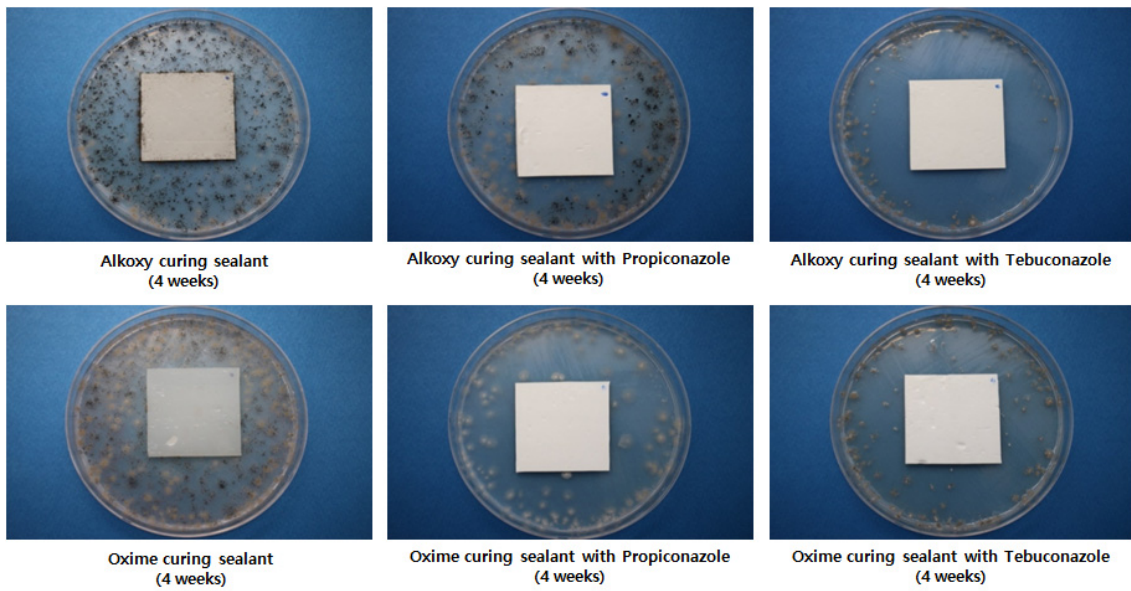 Alkoxy curing sealant
(4 weeks)
Alkoxy curing sealant with Propiconazole
(4 weeks)
Alkoxy curing sealant with Tebuconazole
(4 weeks)
Oxime curing sealant
(4 weeks)
Oxime curing sealant with Propiconazole
(4 weeks)
Oxime curing sealant with Tebuconazole
(4 weeks)